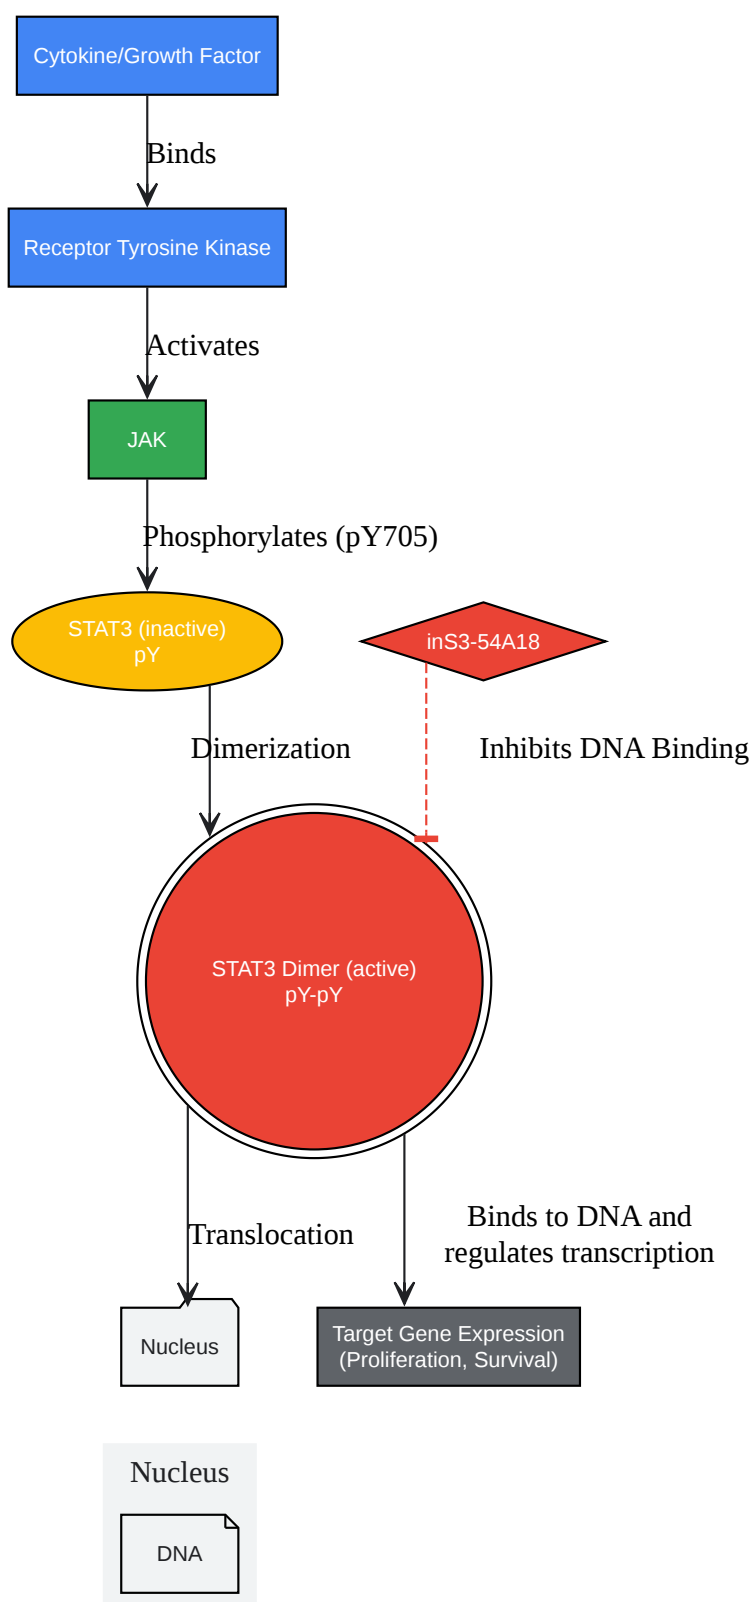 Cytokine/Growth Factor
Binds
Receptor Tyrosine Kinase
Activates
JAK
Phosphorylates (pY705)
STAT3 (inactive)
pY
inS3-54A18
Dimerization
Inhibits DNA Binding
STAT3 Dimer (active)
pY-pY
Translocation
Binds to DNA and
regulates transcription
Nucleus
Target Gene Expression
(Proliferation, Survival)
Nucleus
DNA